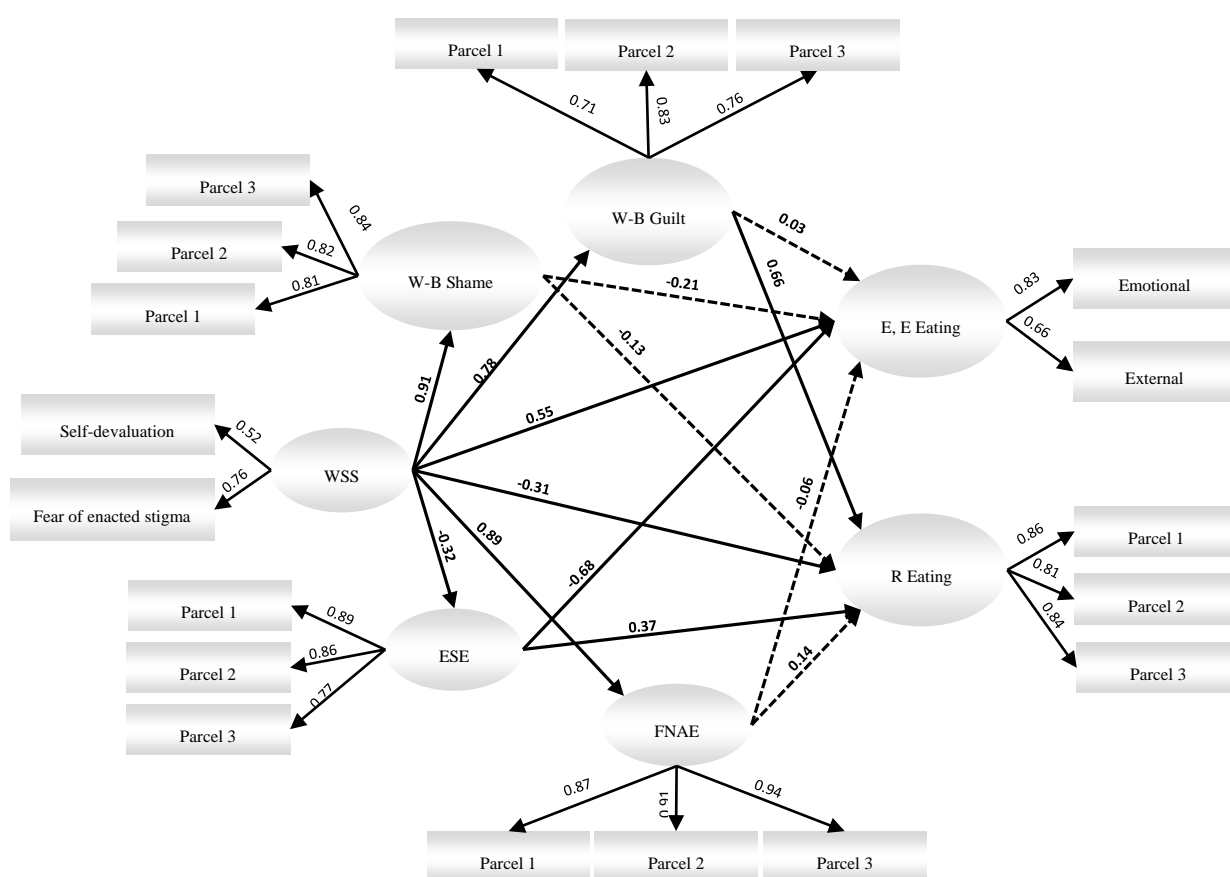 Parcel 1
Parcel 2
Parcel 3
0.71
0.83
0.76
Parcel 3
Parcel 2
Parcel 1
0.84
0.82
0.81
W-B Shame
W-B Guilt
0.03
0.66
-0.21
-0.13
E, E Eating
0.83
0.66
Emotional
External
0.91
0.78
0.55
Self-devaluation
Fear of enacted stigma
0.52
0.76
WSS
-0.31
-0.32
0.89
-0.68
-0.06
R Eating
0.86
0.81
0.84
Parcel 1
Parcel 2
Parcel 3
Parcel 1
Parcel 2
Parcel 3
0.89
0.86
0.77
ESE
0.37
0.14
FNAE
0.87
0.91
0.94
Parcel 1
Parcel 2
Parcel 3